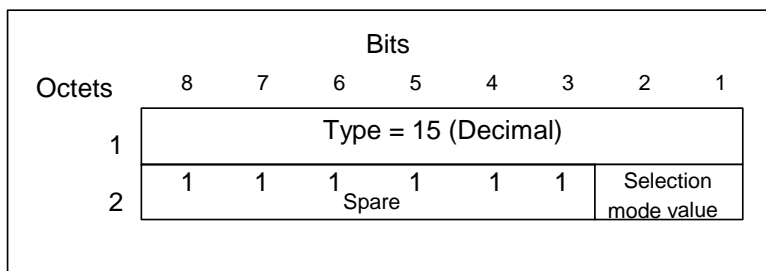 Bits
Octets 8 7 6 5 4 3 2 1
1 Type = 15 (Decimal)
2 1 1 1 1 1 1 Selection
Spare mode value